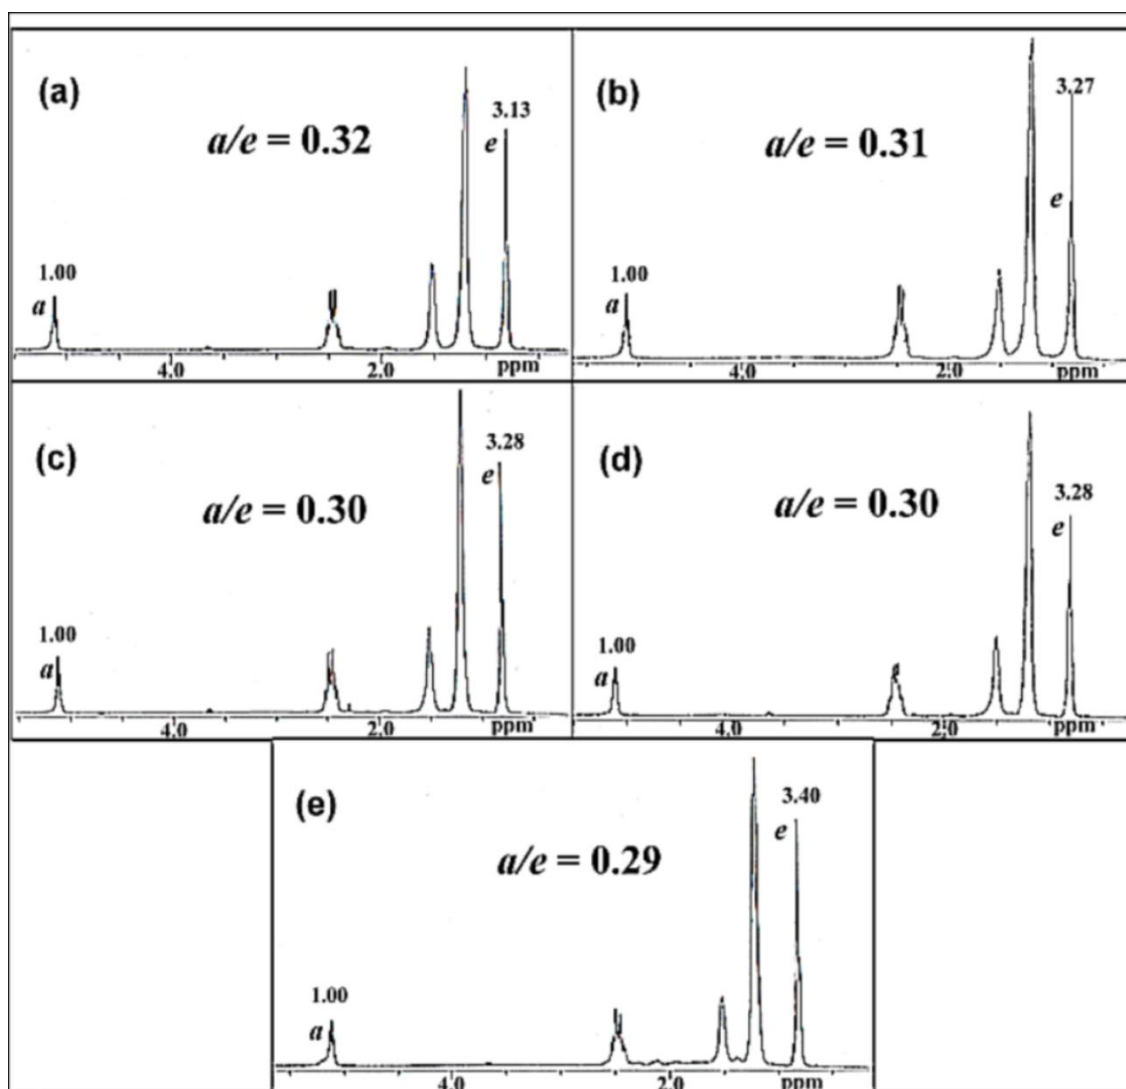 (a)
a/e = 0.32
3.13
e
1.00
a
4.0 2.0 ppm
(b)
a/e = 0.31
3.27
e
1.00
a
4.0 2.0 ppm
(c)
a/e = 0.30
3.28
e
1.00
a
4.0 2.0 ppm
(d)
a/e = 0.30
3.28
e
1.00
a
4.0 2.0 ppm
(e)
a/e = 0.29
3.40
e
1.00
a
4.0 2.0 ppm